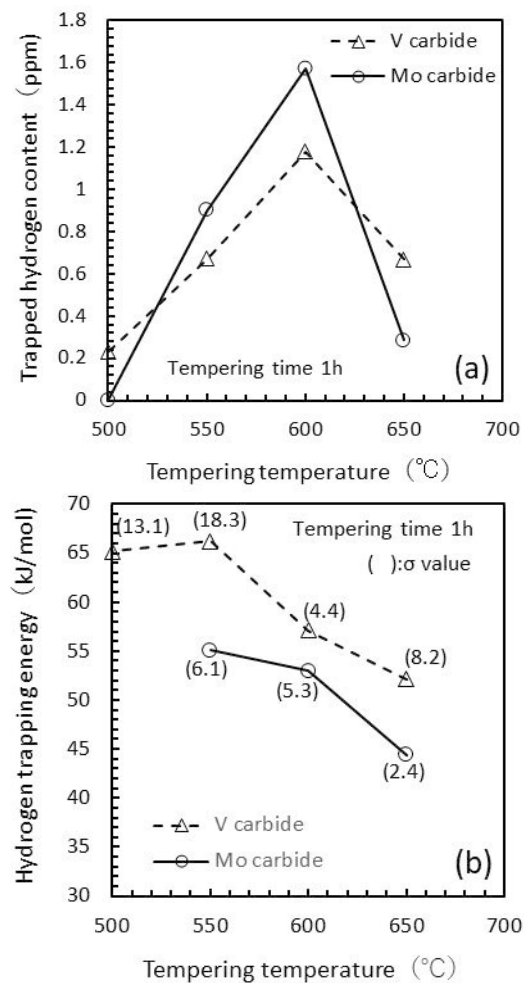 1.8
V carbide
1.6
Mo carbide
1.4
1.2
1
0.8
0.6
0.4
0.2
0
Trapped hydrogen content (ppm)
Tempering time 1h
(a)
500 550 600 650 700
Tempering temperature (℃)
70
(13.1)
(18.3)
Tempering time 1h
( ):σ value
65
60
(4.4)
(8.2)
55
(6.1)
(5.3)
50
45
(2.4)
40
V carbide
35
Mo carbide
(b)
30
Hydrogen trapping energy (kJ/mol)
500 550 600 650 700
Tempering temperature (℃)